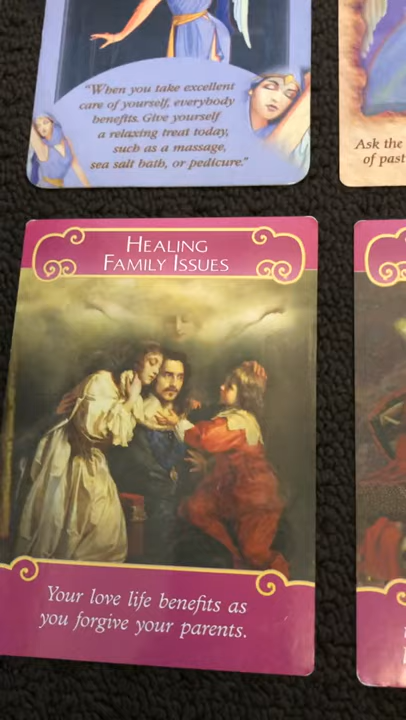 "When you take excellent
care of yourself, everybody
benefits. Give yourself
a relaxing treat today,
such as a massage,
sea salt bath, or pedicure."
Ask the
of past
HEALING
FAMILY ISSUES
Your love life benefits as
you forgive your parents.